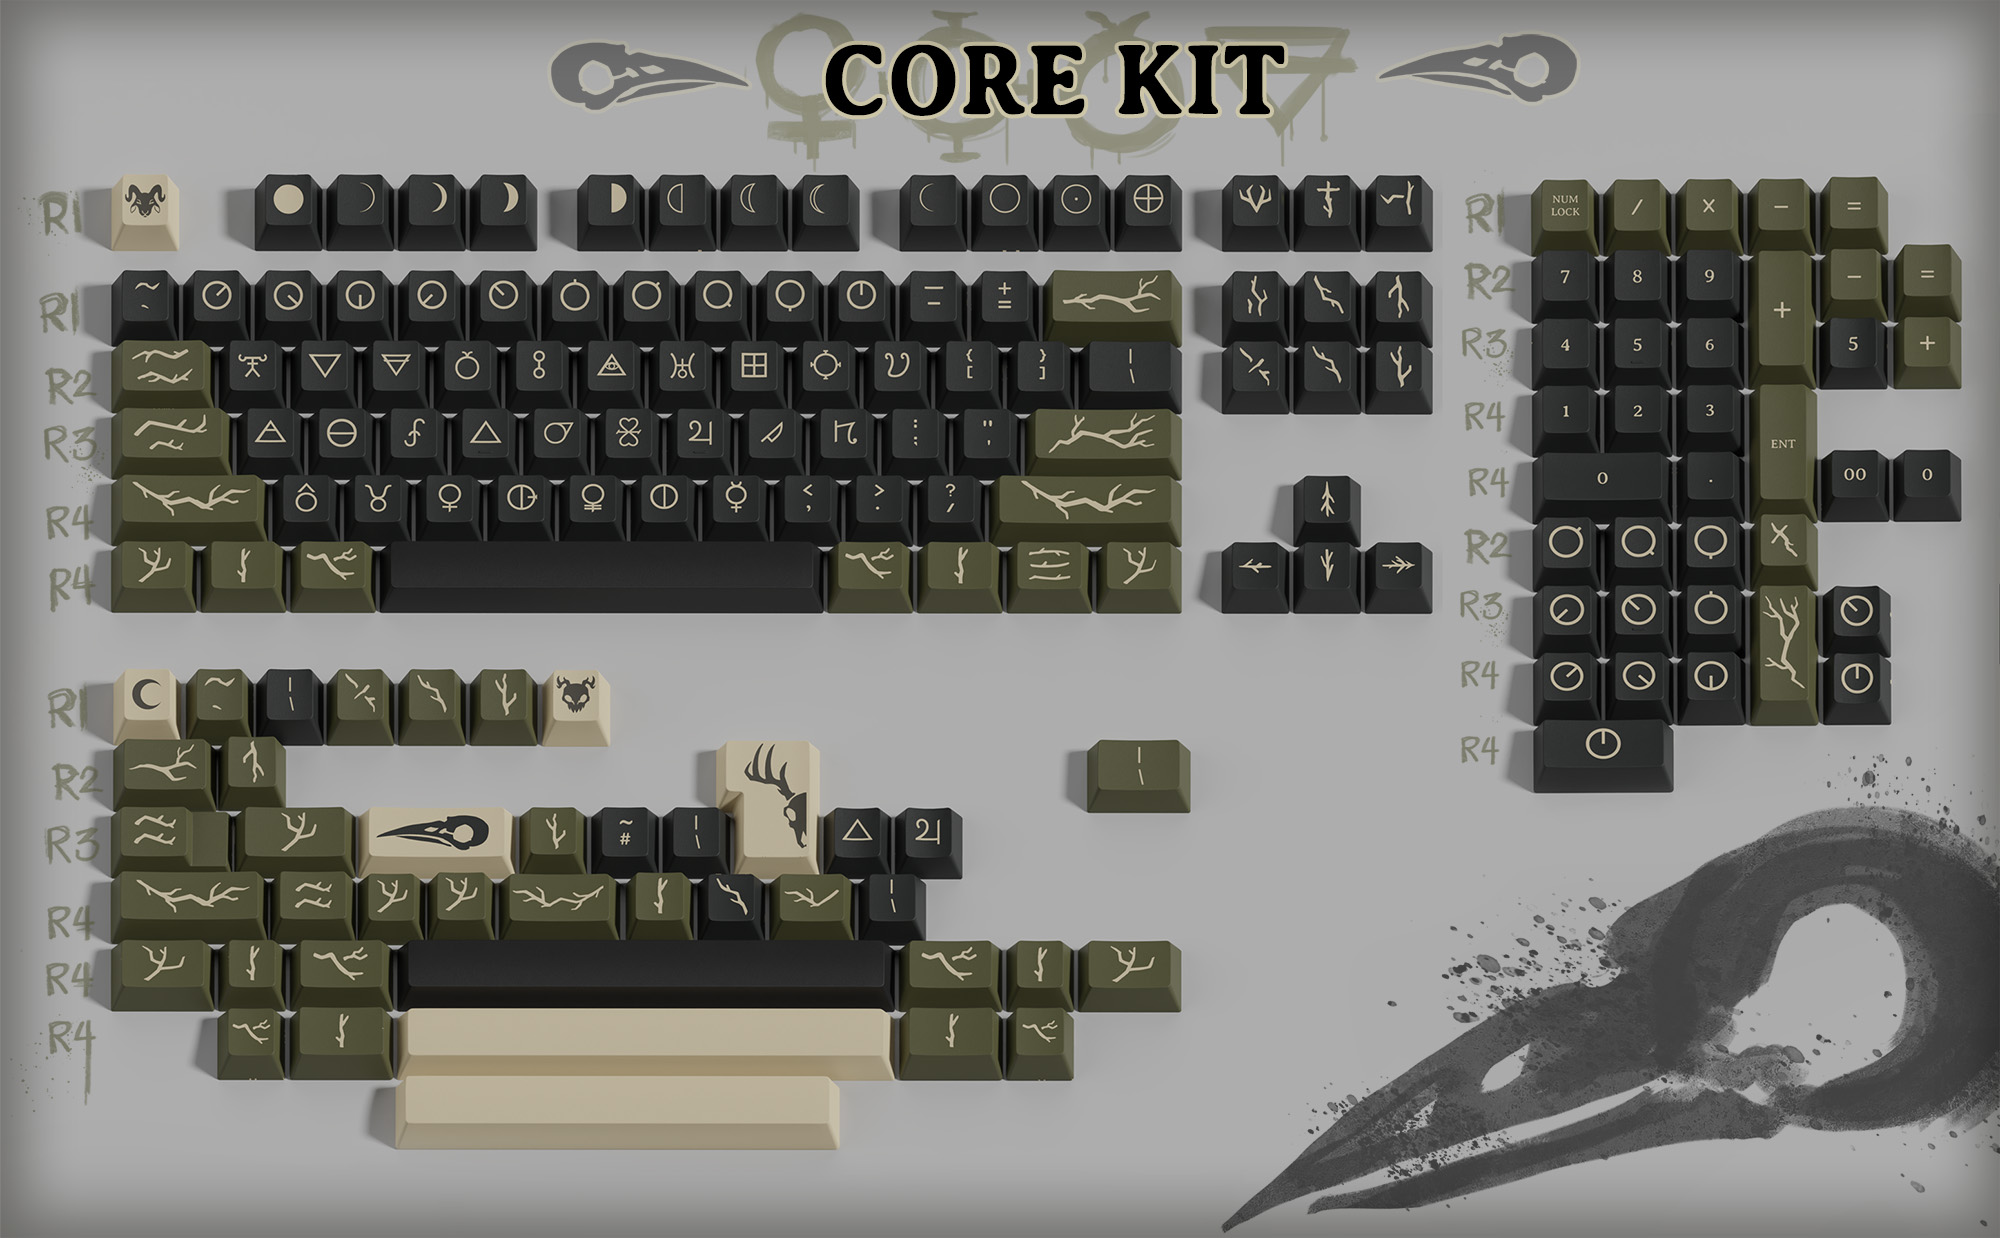 CORE KIT
R1
R1
NUM LOCK / × − =
R1
~ ` − _ + =
R2
7 8 9 + − =
R2
{ [ } ] | \
R3
4 5 6 5 +
R3
: ; " '
R4
1 2 3 ENT
R4
< , > . ? /
R4
0 . 00 0
R4
R2
R3
R4
R4
R1
~ ` | \
R2
| \
R3
~ # | \
R4
| \
R4
R4